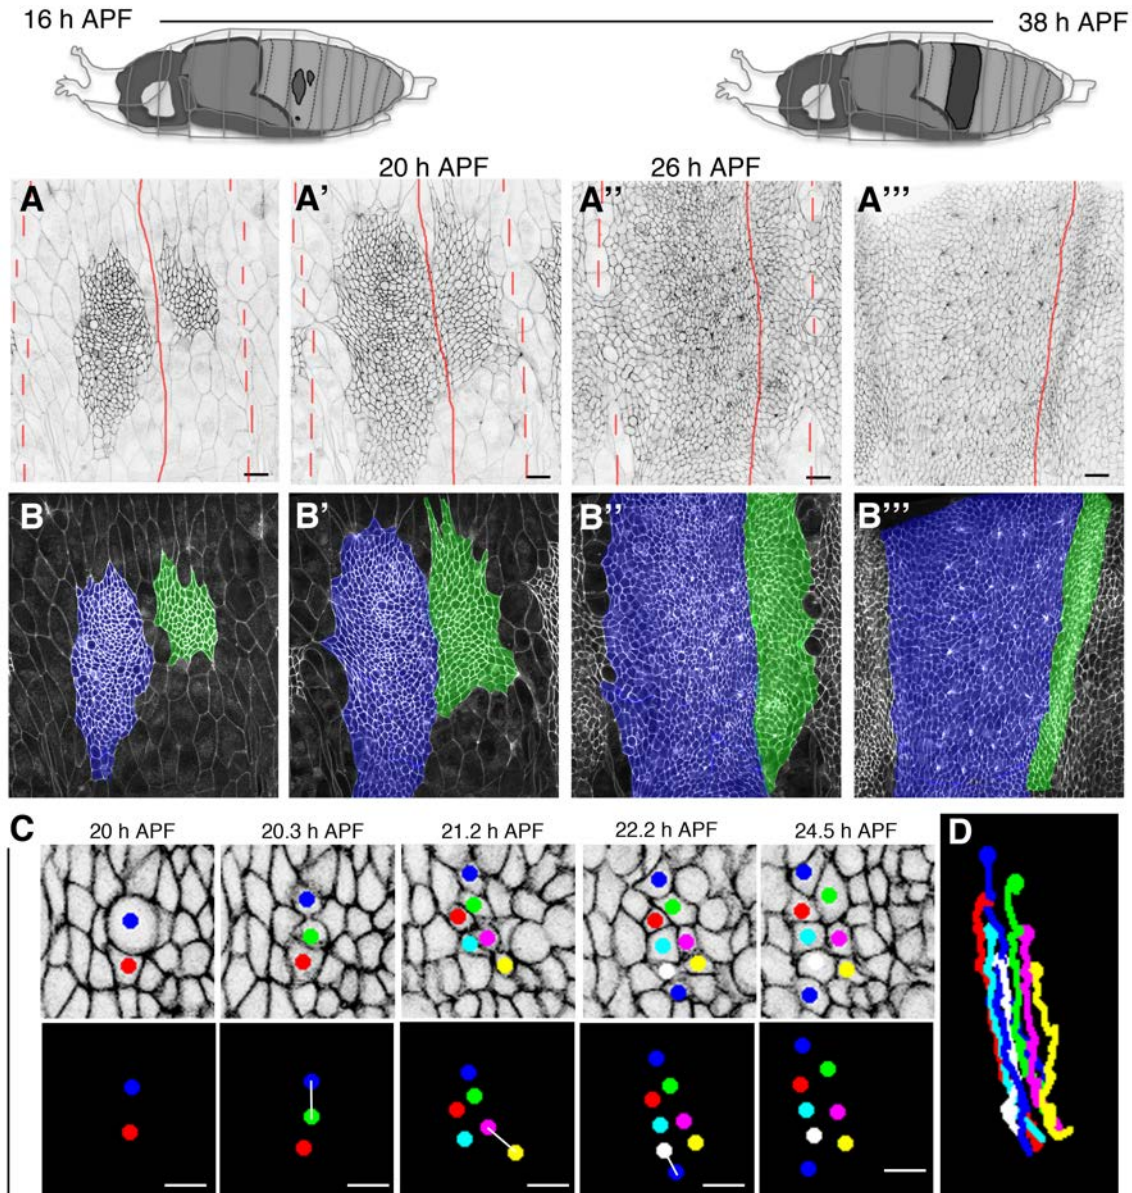 16 h APF 38 h APF
20 h APF 26 h APF
A A' A'' A'''
B B' B'' B'''
C 20 h APF 20.3 h APF 21.2 h APF 22.2 h APF 24.5 h APF D